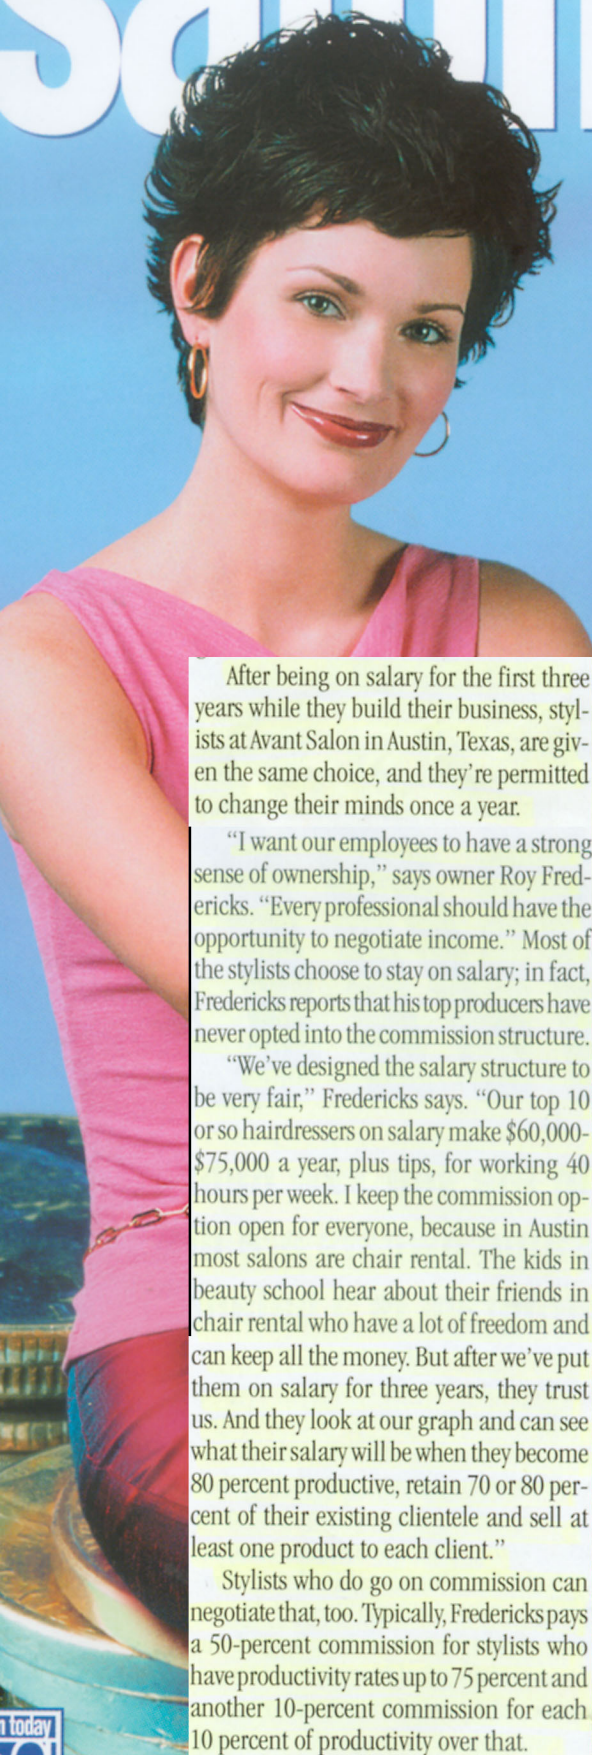 After being on salary for the first three
years while they build their business, styl-
ists at Avant Salon in Austin, Texas, are giv-
en the same choice, and they're permitted
to change their minds once a year.
"I want our employees to have a strong
sense of ownership," says owner Roy Fred-
ericks. "Every professional should have the
opportunity to negotiate income." Most of
the stylists choose to stay on salary; in fact,
Fredericks reports that his top producers have
never opted into the commission structure.
"We've designed the salary structure to
be very fair," Fredericks says. "Our top 10
or so hairdressers on salary make $60,000-
$75,000 a year, plus tips, for working 40
hours per week. I keep the commission op-
tion open for everyone, because in Austin
most salons are chair rental. The kids in
beauty school hear about their friends in
chair rental who have a lot of freedom and
can keep all the money. But after we've put
them on salary for three years, they trust
us. And they look at our graph and can see
what their salary will be when they become
80 percent productive, retain 70 or 80 per-
cent of their existing clientele and sell at
least one product to each client."
Stylists who do go on commission can
negotiate that, too. Typically, Fredericks pays
a 50-percent commission for stylists who
have productivity rates up to 75 percent and
another 10-percent commission for each
10 percent of productivity over that.
today